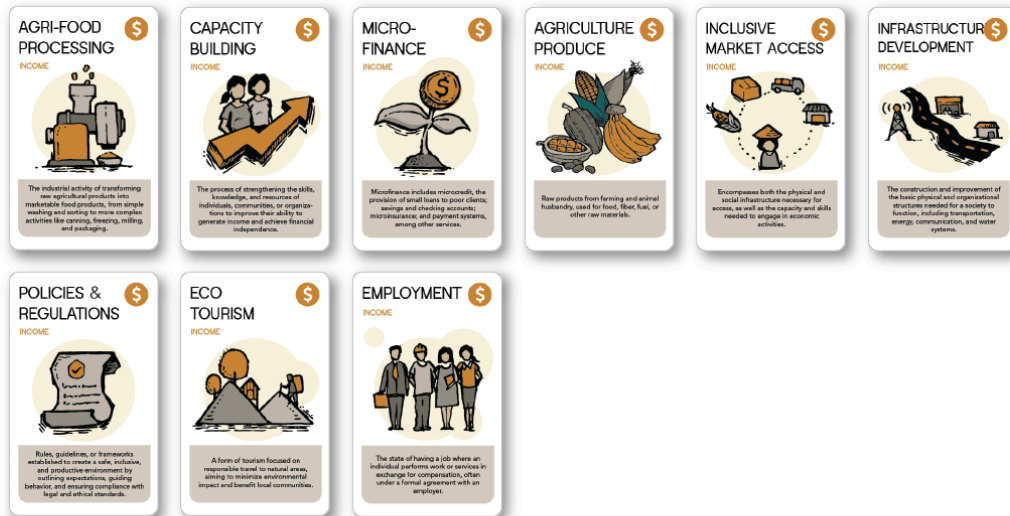 AGRI-FOOD
PROCESSING
$
INCOME
The industrial activity of transforming
raw agricultural products into
marketable food products, from simple
washing and sorting to more complex
activities like canning, freezing, milling,
and packaging.
CAPACITY
BUILDING
$
INCOME
The process of strengthening the skills,
knowledge, and resources of
individuals, communities, or organiza-
tions to improve their ability to
generate income and achieve financial
independence.
MICRO-
FINANCE
$
INCOME
$
Microfinance includes microcredit, the
provision of small loans to poor clients;
savings and checking accounts;
microinsurance; and payment systems,
among other services.
AGRICULTURE
PRODUCE
$
INCOME
Raw products from farming and animal
husbandry, used for food, fiber, fuel, or
other raw materials.
INCLUSIVE
MARKET ACCESS
$
INCOME
Encompasses both the physical and
social infrastructure necessary for
access, as well as the capacity and skills
needed to engage in economic
activities.
INFRASTRUCTURE
DEVELOPMENT
$
INCOME
The construction and improvement of
the basic physical and organizational
structures needed for a society to
function, including transportation,
energy, communication, and water
systems.
POLICIES &
REGULATIONS
$
INCOME
Rules, guidelines, or frameworks
established to create a safe, inclusive,
and productive environment by
outlining expectations, guiding
behavior, and ensuring compliance with
legal and ethical standards.
ECO
TOURISM
$
INCOME
A form of tourism focused on
responsible travel to natural areas,
aiming to minimize environmental
impact and benefit local communities.
EMPLOYMENT
$
INCOME
The state of having a job where an
individual performs work or services in
exchange for compensation, often
under a formal agreement with an
employer.